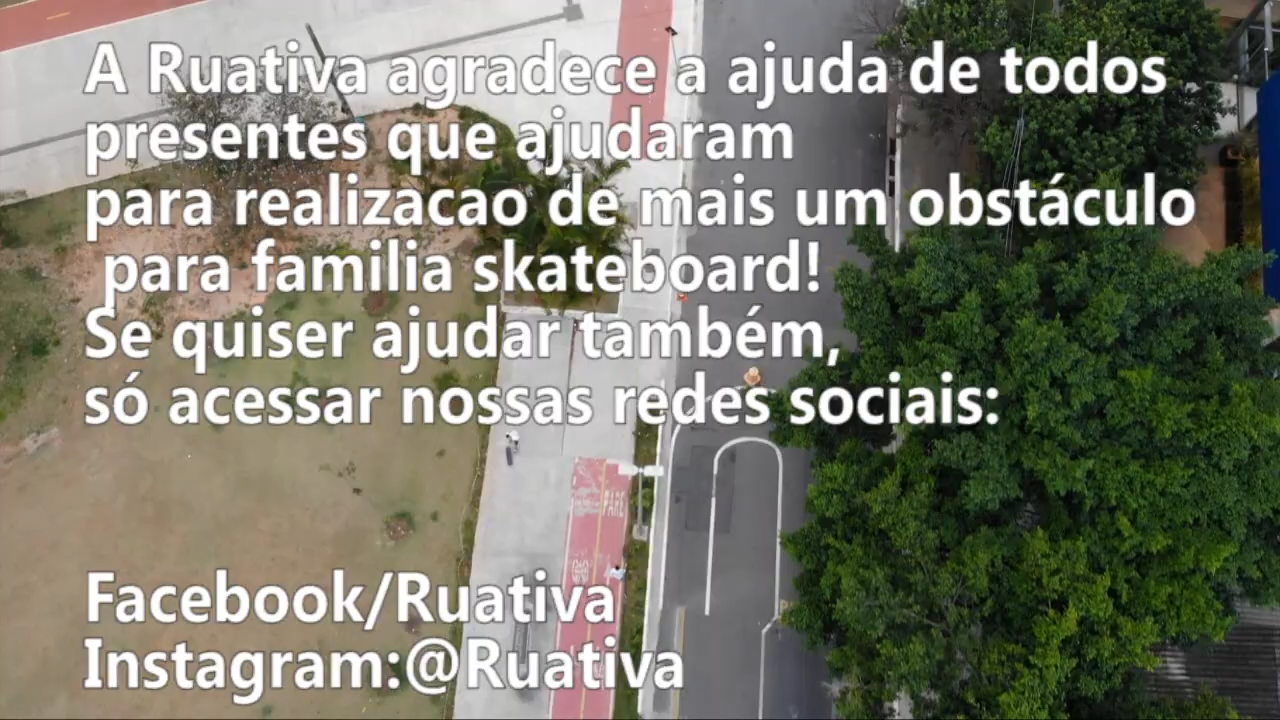 A Ruativa agradece a ajuda de todos
presentes que ajudaram
para realizacao de mais um obstáculo
para familia skateboard!
Se quiser ajudar também,
só acessar nossas redes sociais:
PARE
Facebook/Ruativa
Instagram:@Ruativa